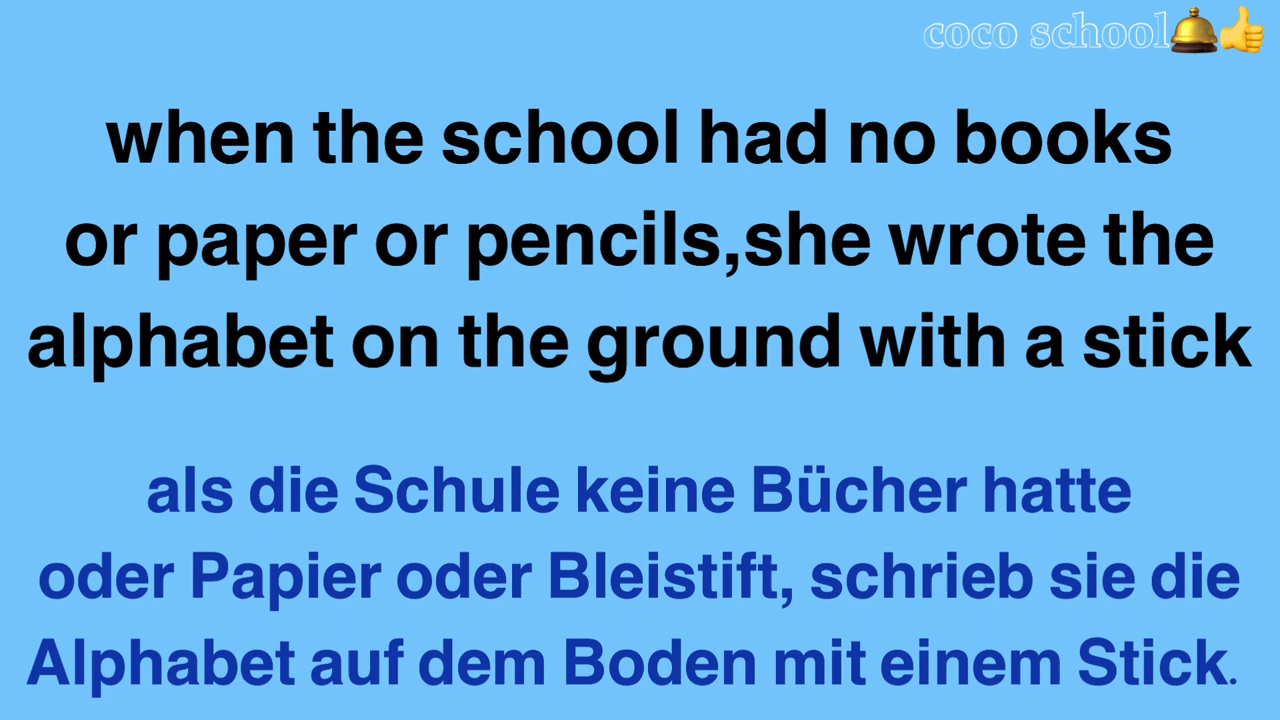 coco school🛎️👍
when the school had no books
or paper or pencils,she wrote the
alphabet on the ground with a stick
als die Schule keine Bücher hatte
oder Papier oder Bleistift, schrieb sie die
Alphabet auf dem Boden mit einem Stick.